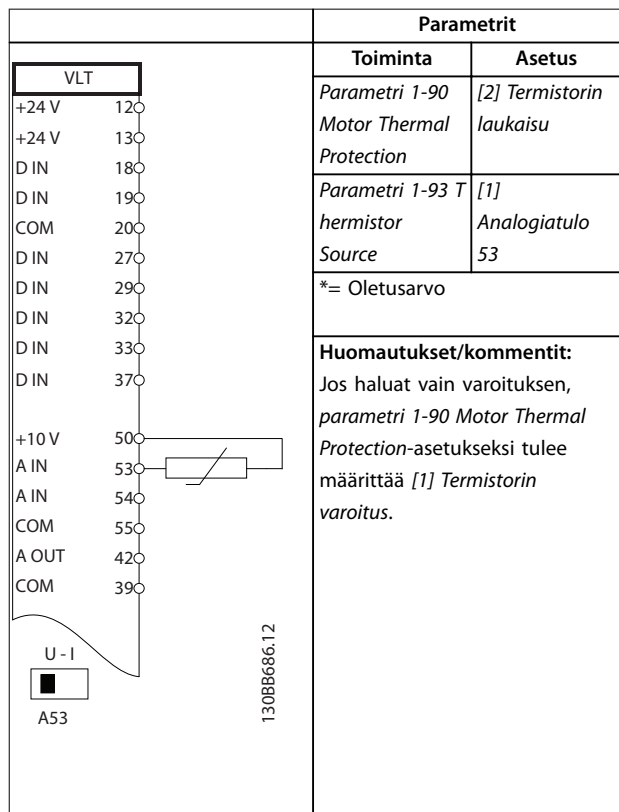 VLT
+24 V 12
+24 V 13
D IN 18
D IN 19
COM 20
D IN 27
D IN 29
D IN 32
D IN 33
D IN 37
+10 V 50
A IN 53
A IN 54
COM 55
A OUT 42
COM 39
U - I
A53
130BB686.12
Parametrit
Toiminta Asetus
Parametri 1-90 [2] Termistorin
Motor Thermal laukaisu
Protection
Parametri 1-93 T [1]
hermistor Analogiatulo
Source 53
*= Oletusarvo
Huomautukset/kommentit:
Jos haluat vain varoituksen,
parametri 1-90 Motor Thermal
Protection-asetukseksi tulee
määrittää [1] Termistorin
varoitus.